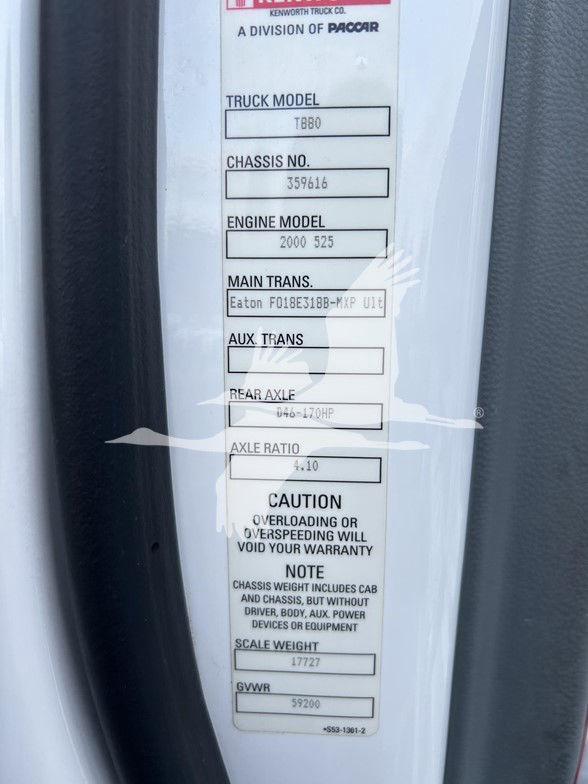 KENWORTH TRUCK CO.
A DIVISION OF PACCAR
TRUCK MODEL
T880
CHASSIS NO.
359616
ENGINE MODEL
2000 525
MAIN TRANS.
Eaton FO18E318B-MXP Ult
AUX. TRANS
REAR AXLE
D46-170HP
AXLE RATIO
4.10
CAUTION
OVERLOADING OR
OVERSPEEDING WILL
VOID YOUR WARRANTY
NOTE
CHASSIS WEIGHT INCLUDES CAB
AND CHASSIS, BUT WITHOUT
DRIVER, BODY, AUX. POWER
DEVICES OR EQUIPMENT
SCALE WEIGHT
17727
GVWR
59200
*S53-1361-2
®